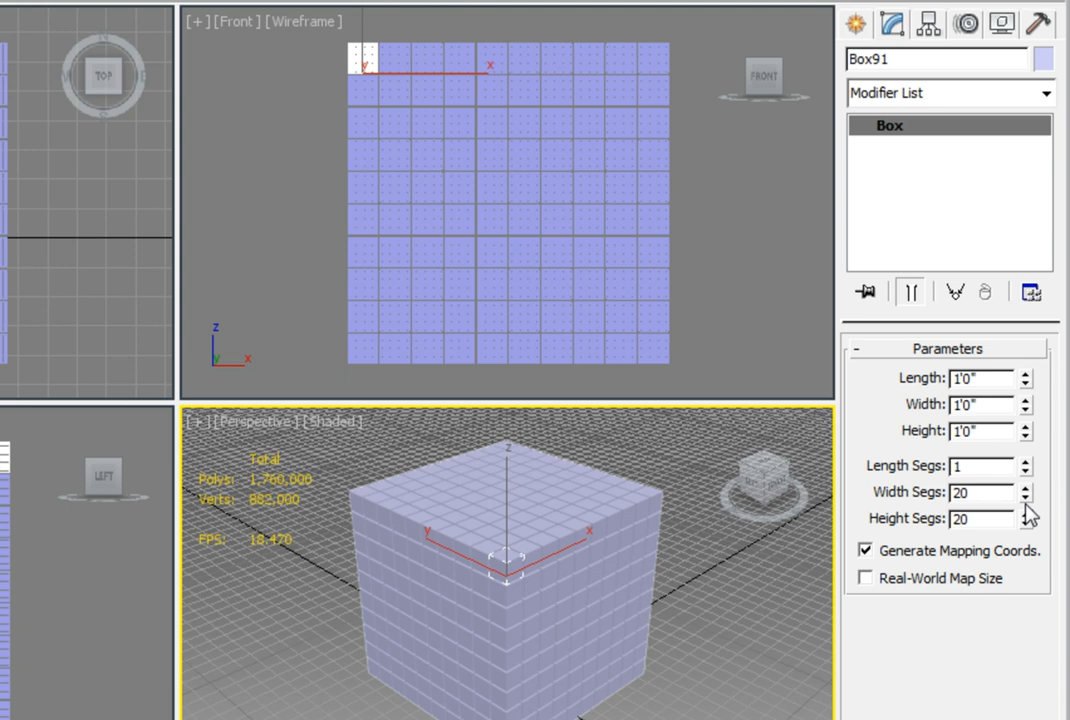 [+][Front][Wireframe]
TOP
y
x
FRONT
z
y
x
Box91
Modifier List
Box
- Parameters
Length: 1'0"
Width: 1'0"
Height: 1'0"
Length Segs: 1
Width Segs: 20
Height Segs: 20
Generate Mapping Coords.
Real-World Map Size
LEFT
[+][Perspective][Shaded]
Total
Polys: 1,760,000
Verts: 882,000
FPS: 18.470
z
y
x